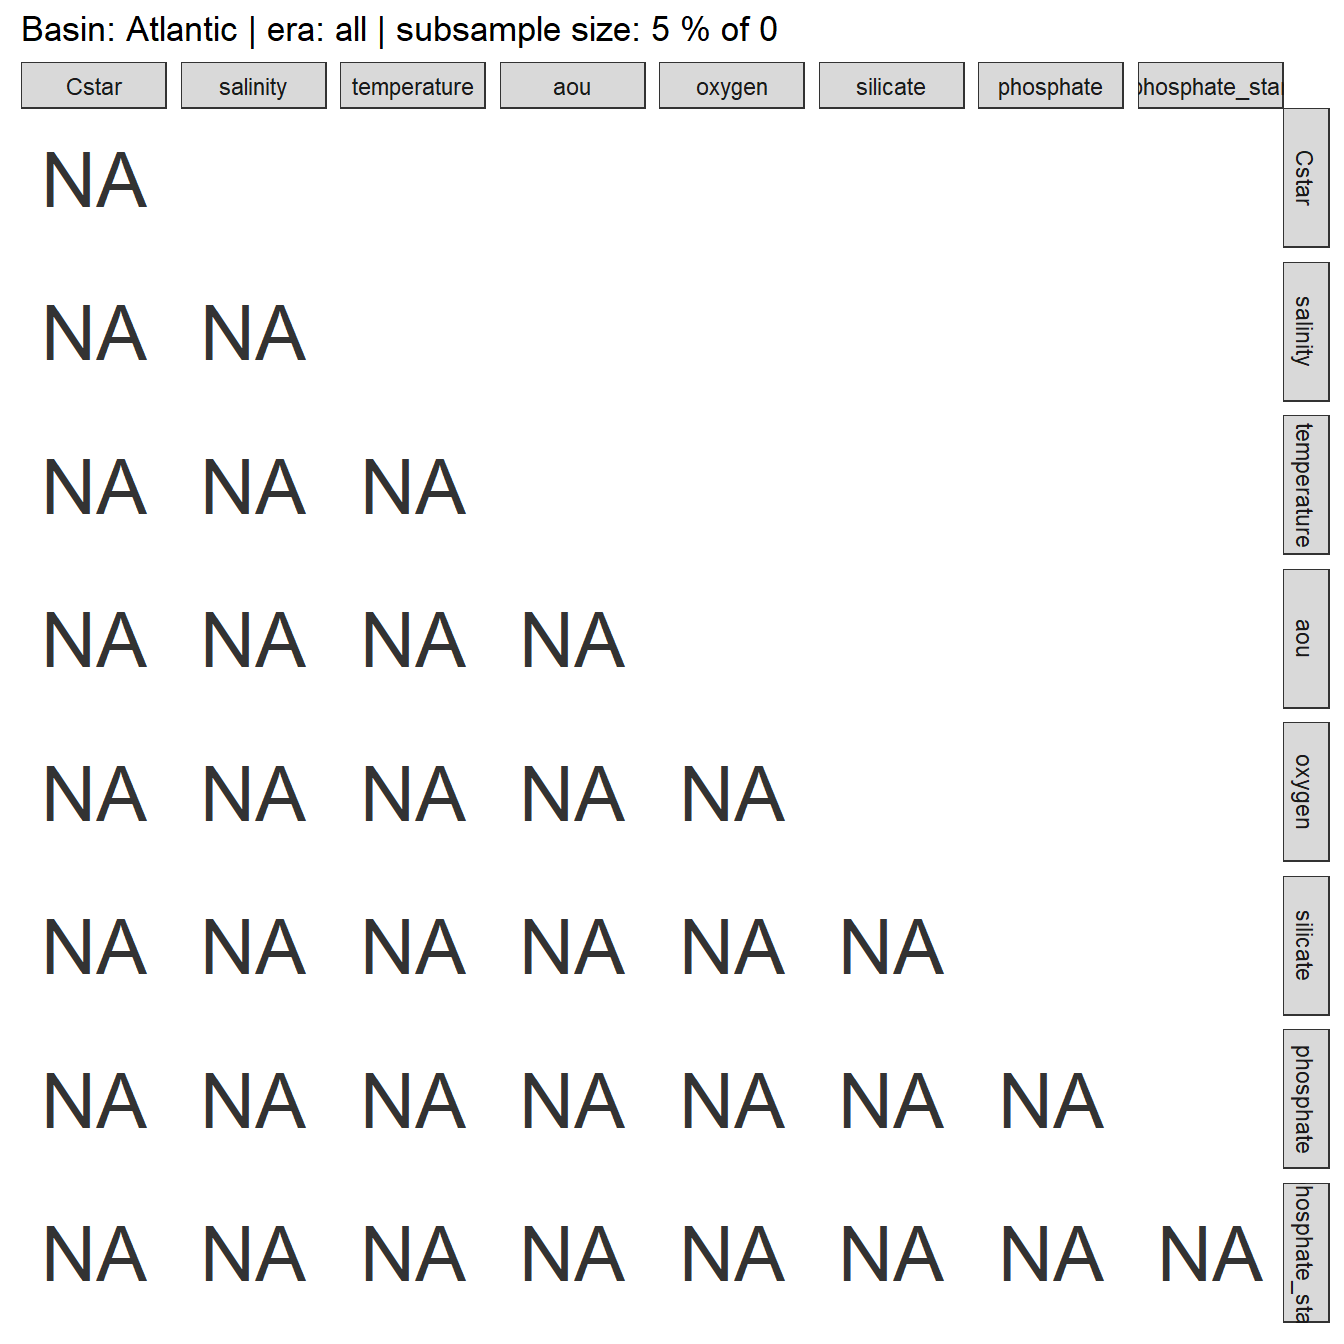 Basin: Atlantic | era: all | subsample size: 5 % of 0
Cstar salinity temperature aou oxygen silicate phosphate phosphate_star
NA Cstar
NA NA salinity
NA NA NA temperature
NA NA NA NA aou
NA NA NA NA NA oxygen
NA NA NA NA NA NA silicate
NA NA NA NA NA NA NA phosphate
NA NA NA NA NA NA NA NA hosphate_sta